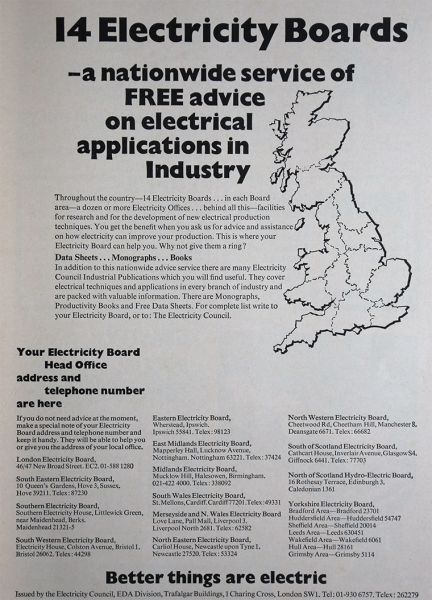 14 Electricity Boards
–a nationwide service of
FREE advice
on electrical
applications in
Industry
Throughout the country—14 Electricity Boards . . . in each Board
area—a dozen or more Electricity Offices . . . behind all this—facilities
for research and for the development of new electrical production
techniques. You get the benefit when you ask us for advice and assistance
on how electricity can improve your production. This is where your
Electricity Board can help you. Why not give them a ring?
Data Sheets . . . Monographs . . . Books
In addition to this nationwide advice service there are many Electricity
Council Industrial Publications which you will find useful. They cover
electrical techniques and applications in every branch of industry and
are packed with valuable information. There are Monographs,
Productivity Books and Free Data Sheets. For complete list write to
your Electricity Board, or to: The Electricity Council.
Your Electricity Board
Head Office
address and
telephone number
are here
If you do not need advice at the moment,
make a special note of your Electricity
Board address and telephone number and
keep it handy. They will be able to help you
or give you the address of your local office.
London Electricity Board,
46/47 New Broad Street. EC2. 01-588 1280
South Eastern Electricity Board,
10 Queen's Gardens, Hove 3, Sussex,
Hove 39211. Telex: 87230
Southern Electricity Board,
Southern Electricity House, Littlewick Green,
near Maidenhead, Berks.
Maidenhead 21121-5
South Western Electricity Board,
Electricity House, Colston Avenue, Bristol 1,
Bristol 26062. Telex: 44298
Eastern Electricity Board,
Wherstead, Ipswich.
Ipswich 55841. Telex: 98123
East Midlands Electricity Board,
Mapperley Hall, Lucknow Avenue,
Nottingham. Nottingham 63221. Telex: 37424
Midlands Electricity Board,
Mucklow Hill, Halesowen, Birmingham.
021-422 4000. Telex: 338092
South Wales Electricity Board,
St. Mellons, Cardiff. Cardiff 77201. Telex: 49331
Merseyside and N. Wales Electricity Board
Love Lane, Pall Mall, Liverpool 3.
Liverpool North 2681. Telex: 62582
North Eastern Electricity Board,
Carliol House, Newcastle upon Tyne 1,
Newcastle 27520. Telex: 53324
North Western Electricity Board,
Cheetwood Rd, Cheetham Hill, Manchester 8,
Deansgate 6671. Telex: 66682
South of Scotland Electricity Board,
Cathcart House, Inverlair Avenue, Glasgow S4,
Giffnock 6441. Telex: 77703
North of Scotland Hydro-Electric Board,
16 Rothesay Terrace, Edinburgh 3,
Caledonian 1361
Yorkshire Electricity Board,
Bradford Area—Bradford 23701
Huddersfield Area—Huddersfield 54747
Sheffield Area—Sheffield 20014
Leeds Area—Leeds 630451
Wakefield Area—Wakefield 6061
Hull Area—Hull 28161
Grimsby Area—Grimsby 5114
Better things are electric
Issued by the Electricity Council, EDA Division, Trafalgar Buildings, 1 Charing Cross, London SW1. Tel: 01-930 6757. Telex: 262279